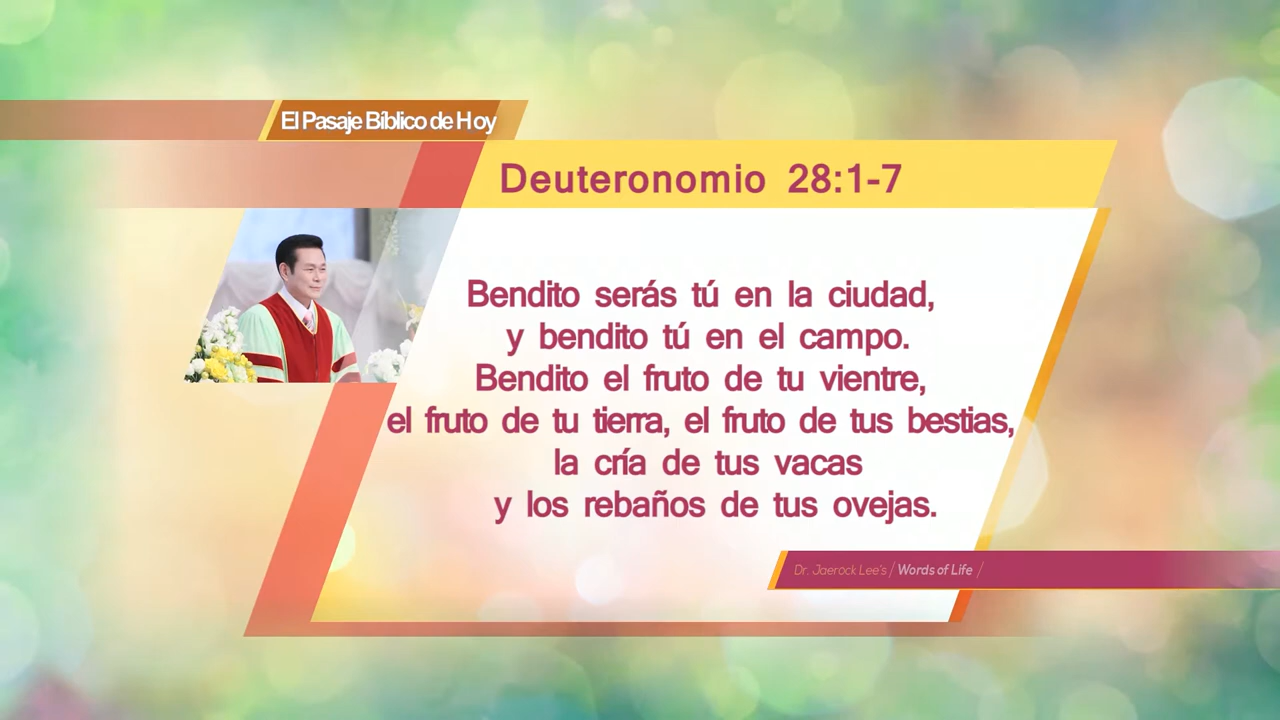 El Pasaje Bíblico de Hoy
Deuteronomio 28:1-7
Bendito serás tú en la ciudad,
y bendito tú en el campo.
Bendito el fruto de tu vientre,
el fruto de tu tierra, el fruto de tus bestias,
la cría de tus vacas
y los rebaños de tus ovejas.
Dr. Jaerock Lee's / Words of Life /